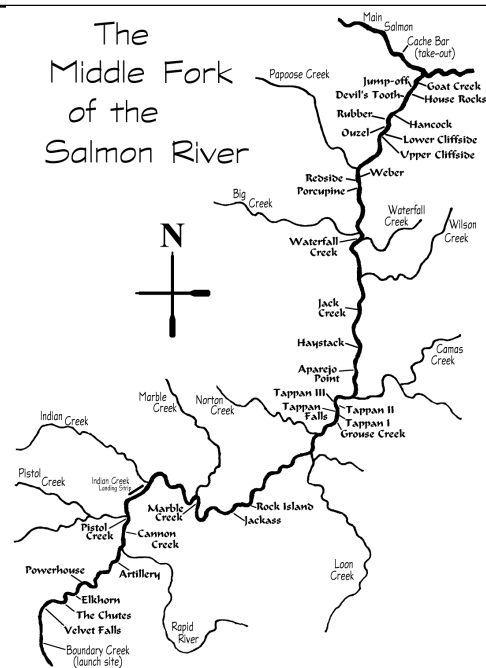 The
Middle Fork
of the
Salmon River
Main
Salmon
Cache Bar
(take-out)
Papoose Creek
Jump-off
Goat Creek
Devil's Tooth
House Rocks
Rubber
Hancock
Ouzel
Lower Cliffside
Upper Cliffside
Weber
Redside
Porcupine
Big
Creek
Waterfall
Creek
Wilson
Creek
N
Waterfall
Creek
Jack
Creek
Haystack
Camas
Creek
Aparejo
Point
Tappan III
Tappan
Falls
Tappan II
Tappan I
Grouse Creek
Marble
Creek
Norton
Creek
Indian
Creek
Pistol
Creek
Indian Creek
Landing Strip
Marble
Creek
Rock Island
Jackass
Pistol
Creek
Cannon
Creek
Loon
Creek
Powerhouse
Artillery
Elkhorn
The Chutes
Velvet Falls
Rapid
River
Boundary Creek
(launch site)